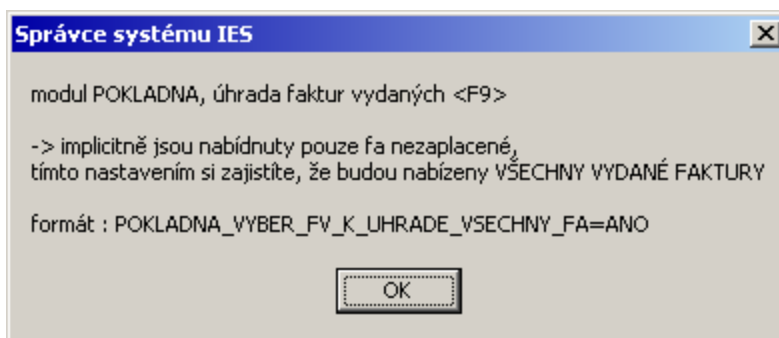 Správce systému IES
modul POKLADNA, úhrada faktur vydaných <F9>
-> implicitně jsou nabídnuty pouze fa nezaplacené,
tímto nastavením si zajistíte, že budou nabízeny VŠECHNY VYDANÉ FAKTURY
formát : POKLADNA_VYBER_FV_K_UHRADE_VSECHNY_FA=ANO
OK